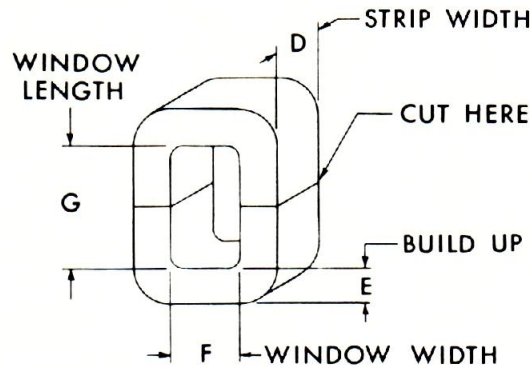 D
STRIP WIDTH
WINDOW
LENGTH
CUT HERE
G
BUILD UP
E
F
WINDOW WIDTH